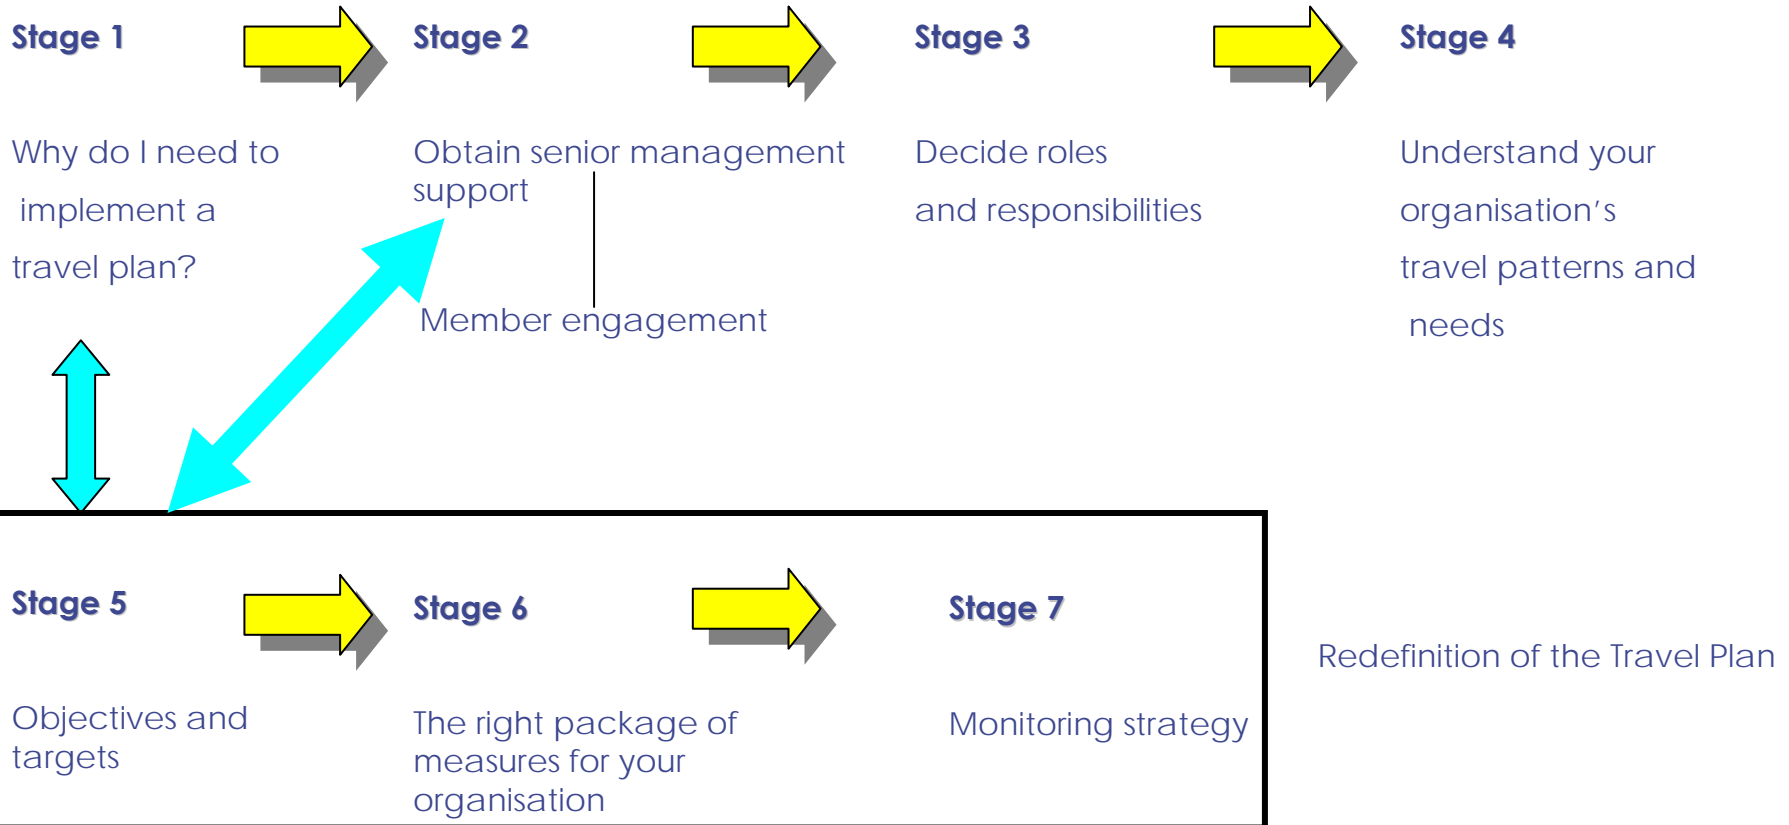 Stage 1
Stage 2
Stage 3
Stage 4
Why do I need to
implement a
travel plan?
Obtain senior management
support
Member engagement
Decide roles
and responsibilities
Understand your
organisation’s
travel patterns and
needs
Stage 5
Stage 6
Stage 7
Redefinition of the Travel Plan
Objectives and
targets
The right package of
measures for your
organisation
Monitoring strategy